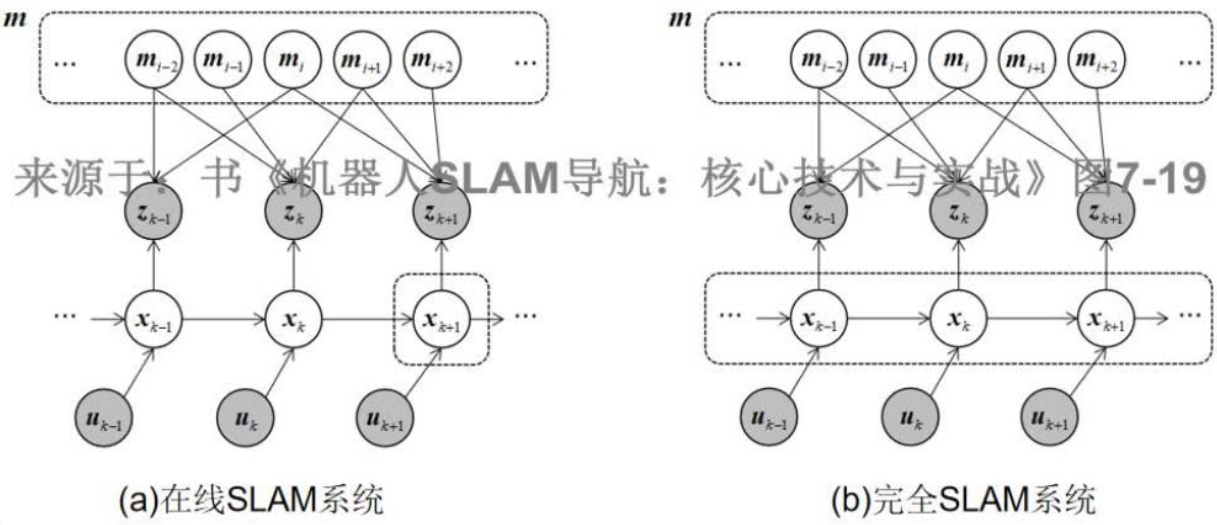 m
m
... m_{i-2} m_{i-1} m_i m_{i+1} m_{i+2} ...
... m_{i-2} m_{i-1} m_i m_{i+1} m_{i+2} ...
来源于：书《机器人SLAM导航：核心技术与实战》图7-19
z_{k-1} z_k z_{k+1}
z_{k-1} z_k z_{k+1}
... x_{k-1} x_k x_{k+1} ...
... x_{k-1} x_k x_{k+1} ...
u_{k-1} u_k u_{k+1}
u_{k-1} u_k u_{k+1}
(a)在线SLAM系统
(b)完全SLAM系统